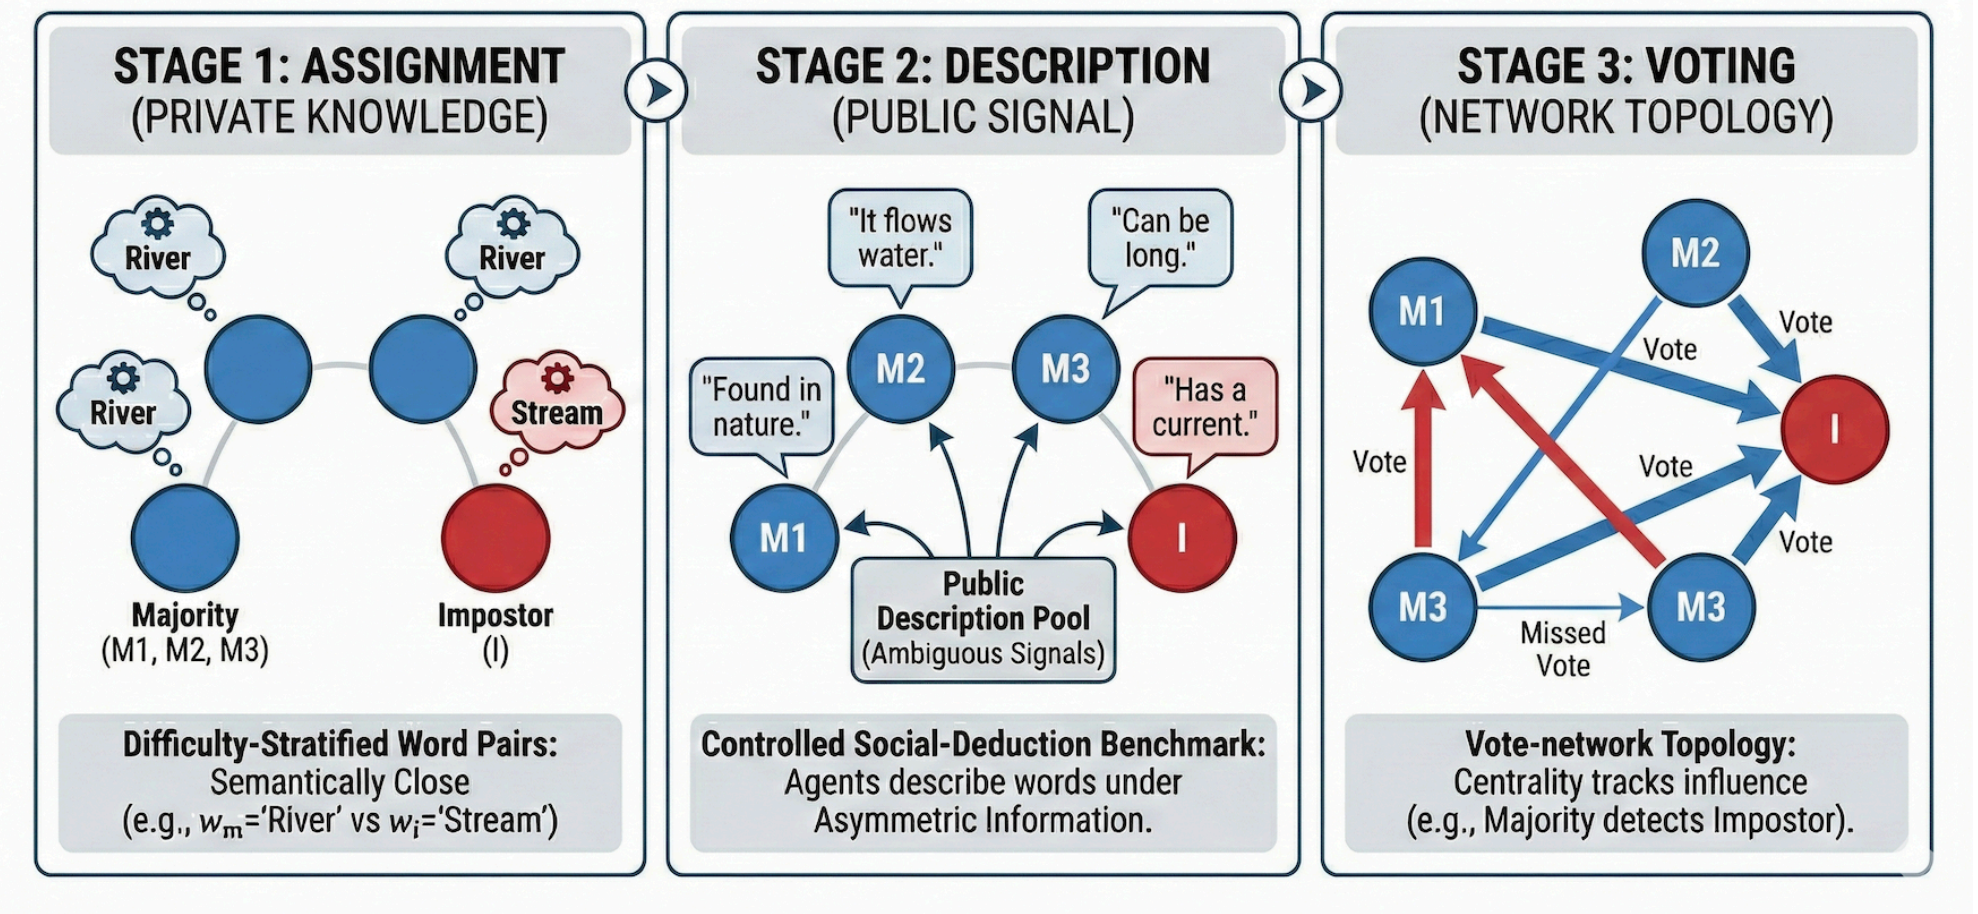 STAGE 1: ASSIGNMENT
(PRIVATE KNOWLEDGE)
River
River
River
Stream
Majority
(M1, M2, M3)
Impostor
(I)
Difficulty-Stratified Word Pairs:
Semantically Close
(e.g., wₘ=‘River’ vs wᵢ=‘Stream’)
STAGE 2: DESCRIPTION
(PUBLIC SIGNAL)
"It flows
water."
"Can be
long."
"Found in
nature."
"Has a
current."
M2
M3
M1
I
Public
Description Pool
(Ambiguous Signals)
Controlled Social-Deduction Benchmark:
Agents describe words under
Asymmetric Information.
STAGE 3: VOTING
(NETWORK TOPOLOGY)
M2
M1
Vote
Vote
I
Vote
Vote
Vote
M3
Missed
Vote
M3
Vote-network Topology:
Centrality tracks influence
(e.g., Majority detects Impostor).